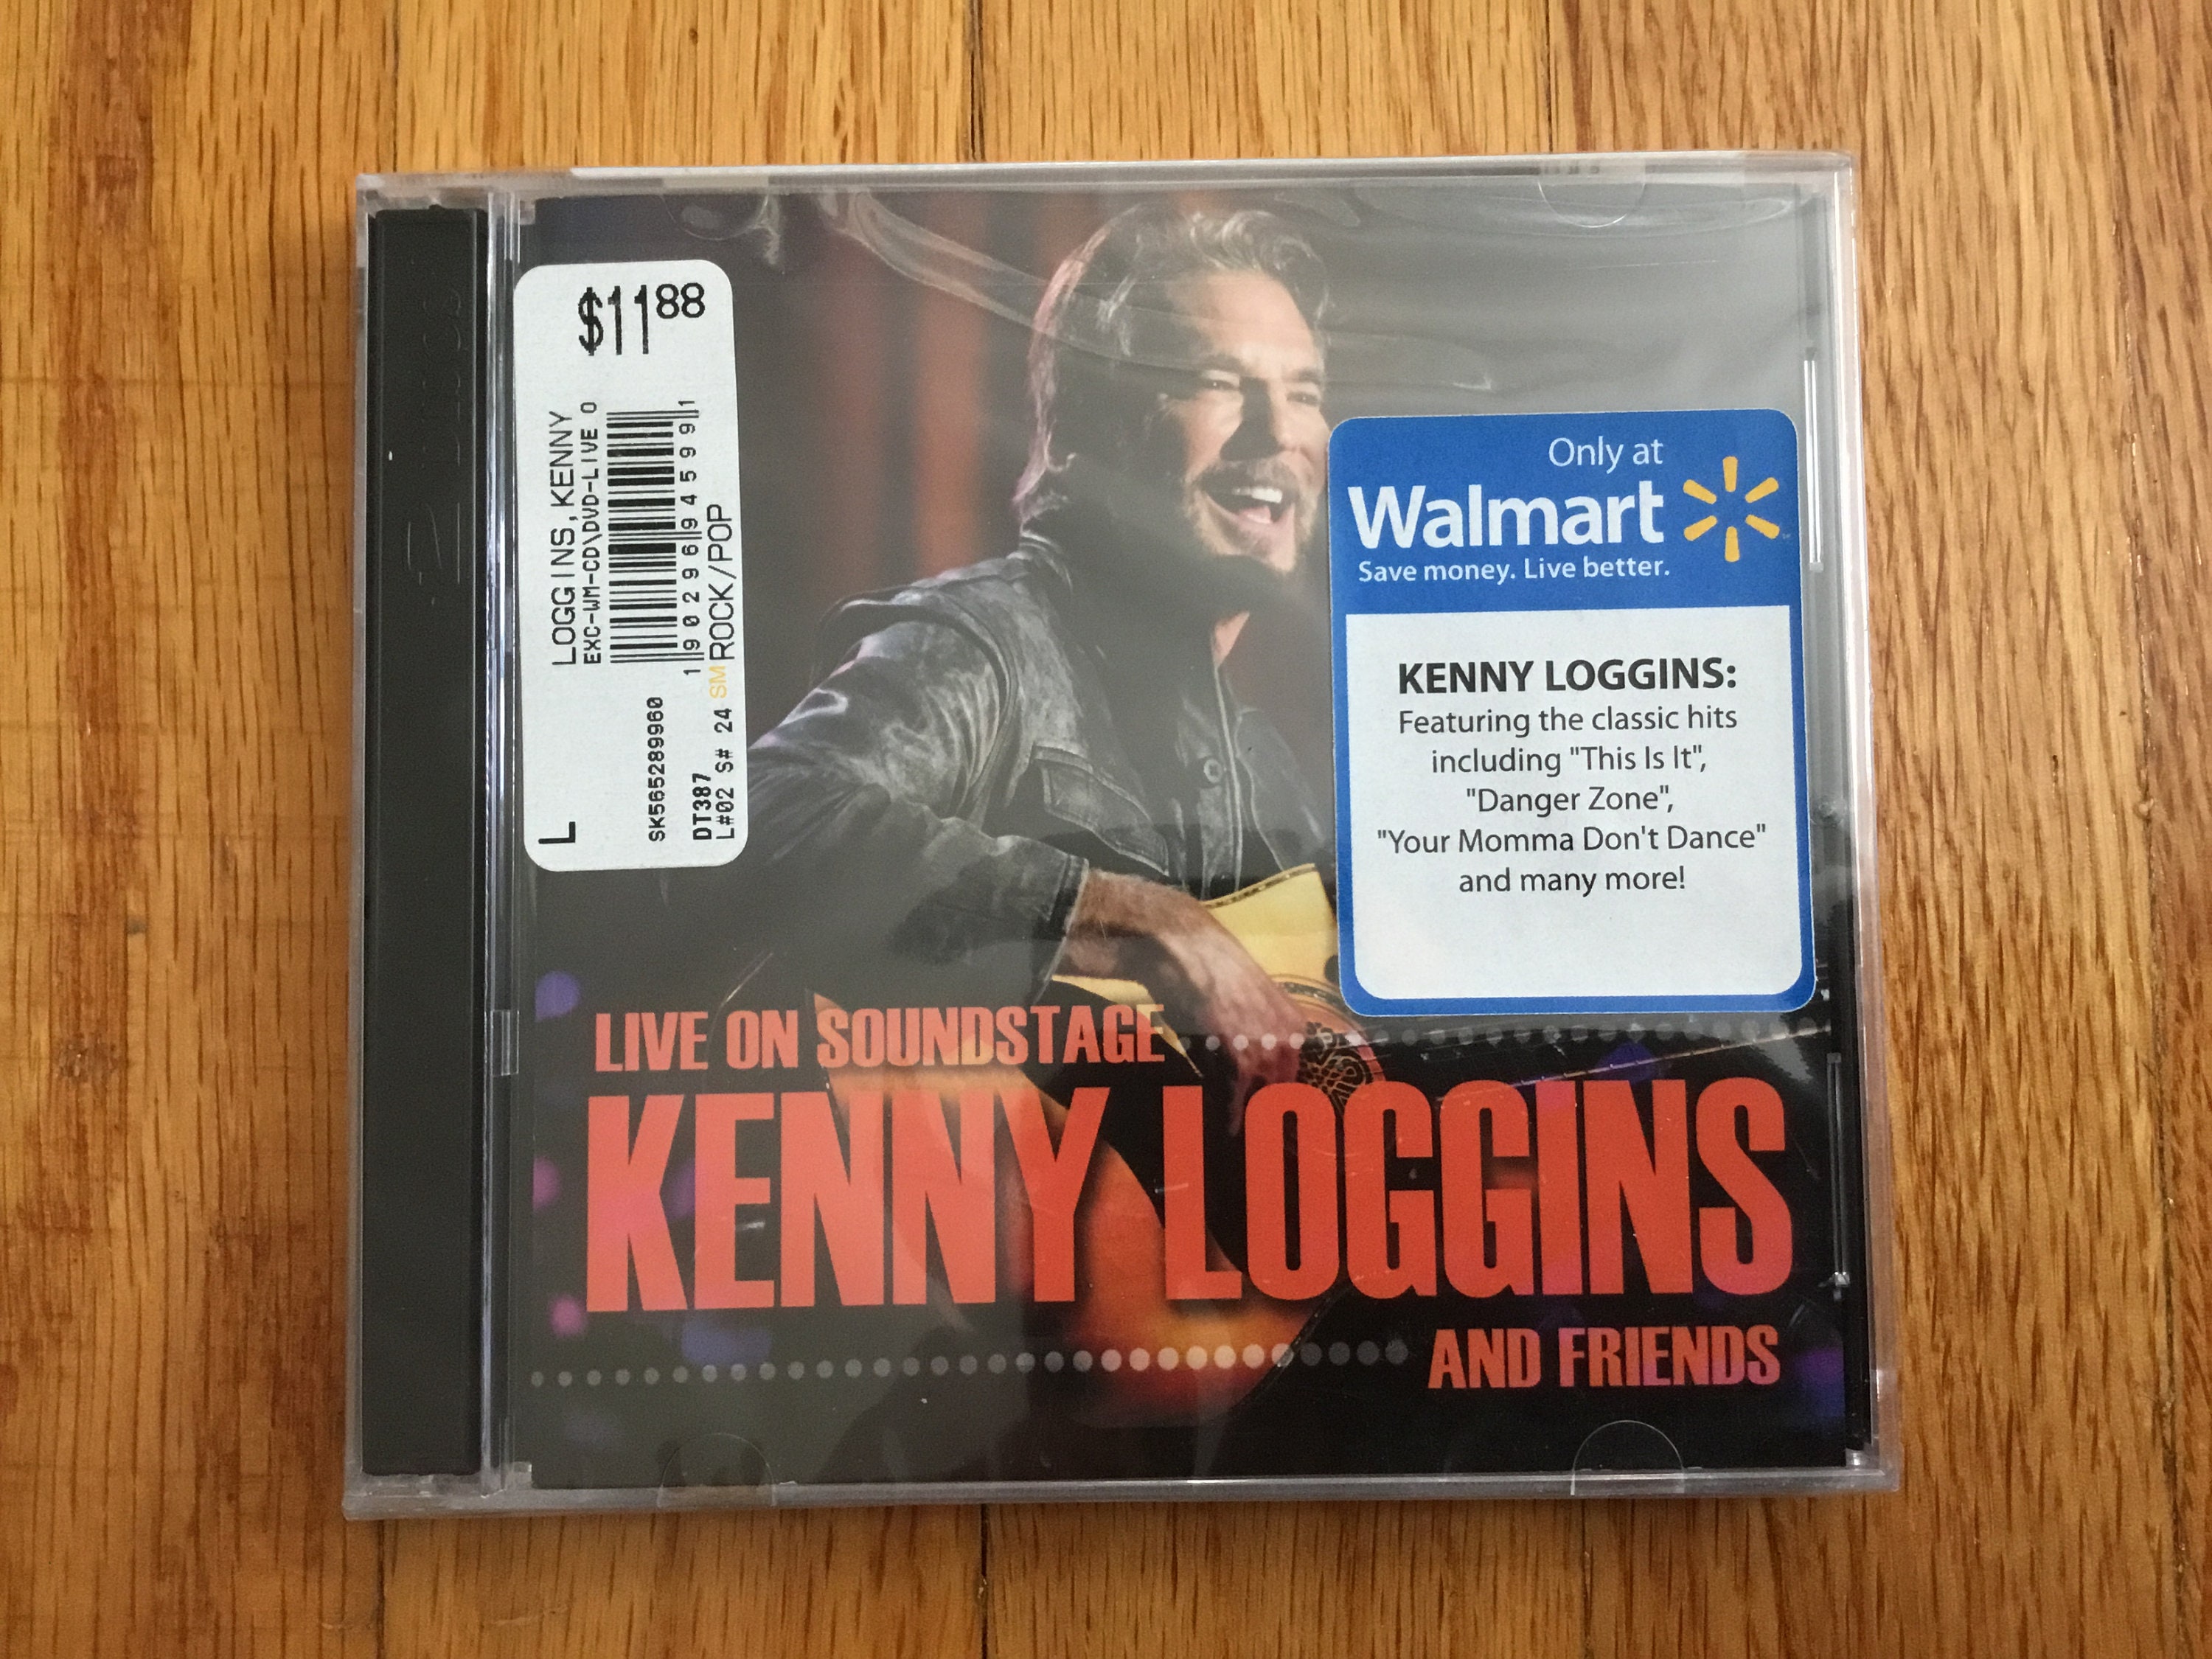 $11 88
LOGGINS,KENNY
EXC-WM-CD\DVD-LIVE O
1 90296 94599 1
SM ROCK/POP
SK565289960
DT387
L#02 S# 24
L
Only at
Walmart
Save money. Live better.
KENNY LOGGINS:
Featuring the classic hits
including "This Is It",
"Danger Zone",
"Your Momma Don't Dance"
and many more!
LIVE ON SOUNDSTAGE
KENNY LOGGINS
AND FRIENDS